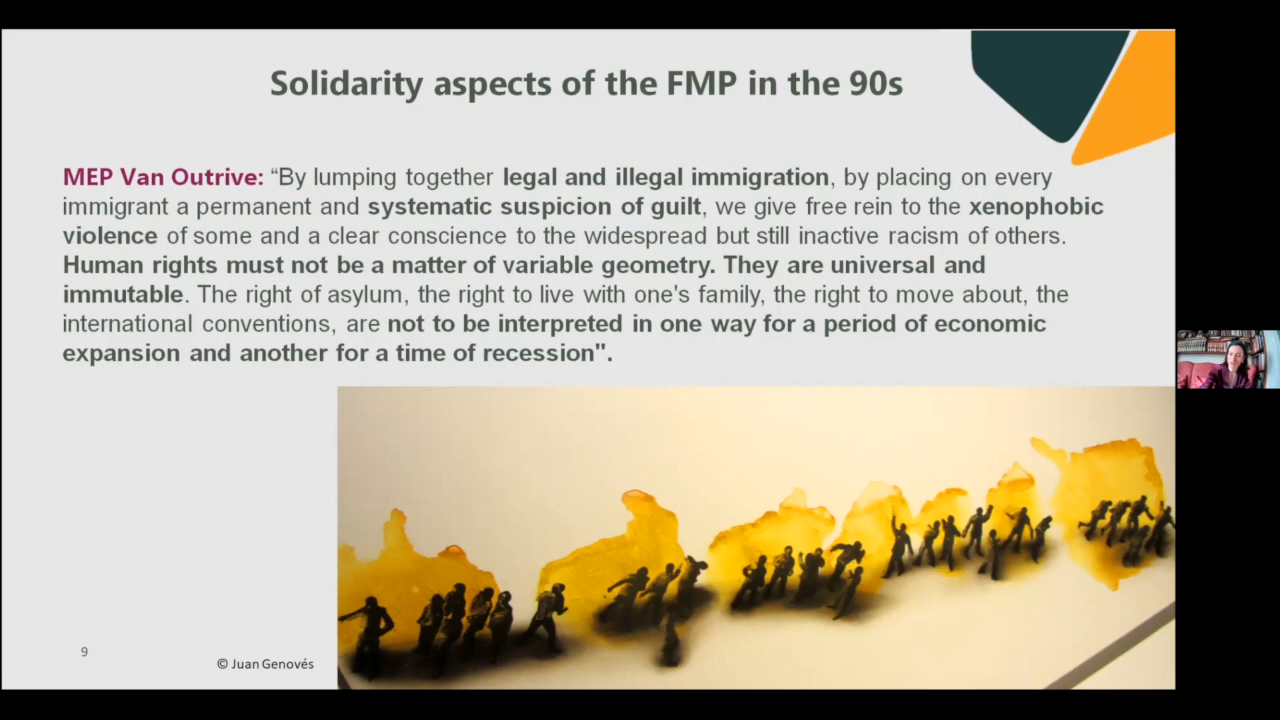 Solidarity aspects of the FMP in the 90s
MEP Van Outrive: “By lumping together legal and illegal immigration, by placing on every
immigrant a permanent and systematic suspicion of guilt, we give free rein to the xenophobic
violence of some and a clear conscience to the widespread but still inactive racism of others.
Human rights must not be a matter of variable geometry. They are universal and
immutable. The right of asylum, the right to live with one's family, the right to move about, the
international conventions, are not to be interpreted in one way for a period of economic
expansion and another for a time of recession".
9
© Juan Genovés